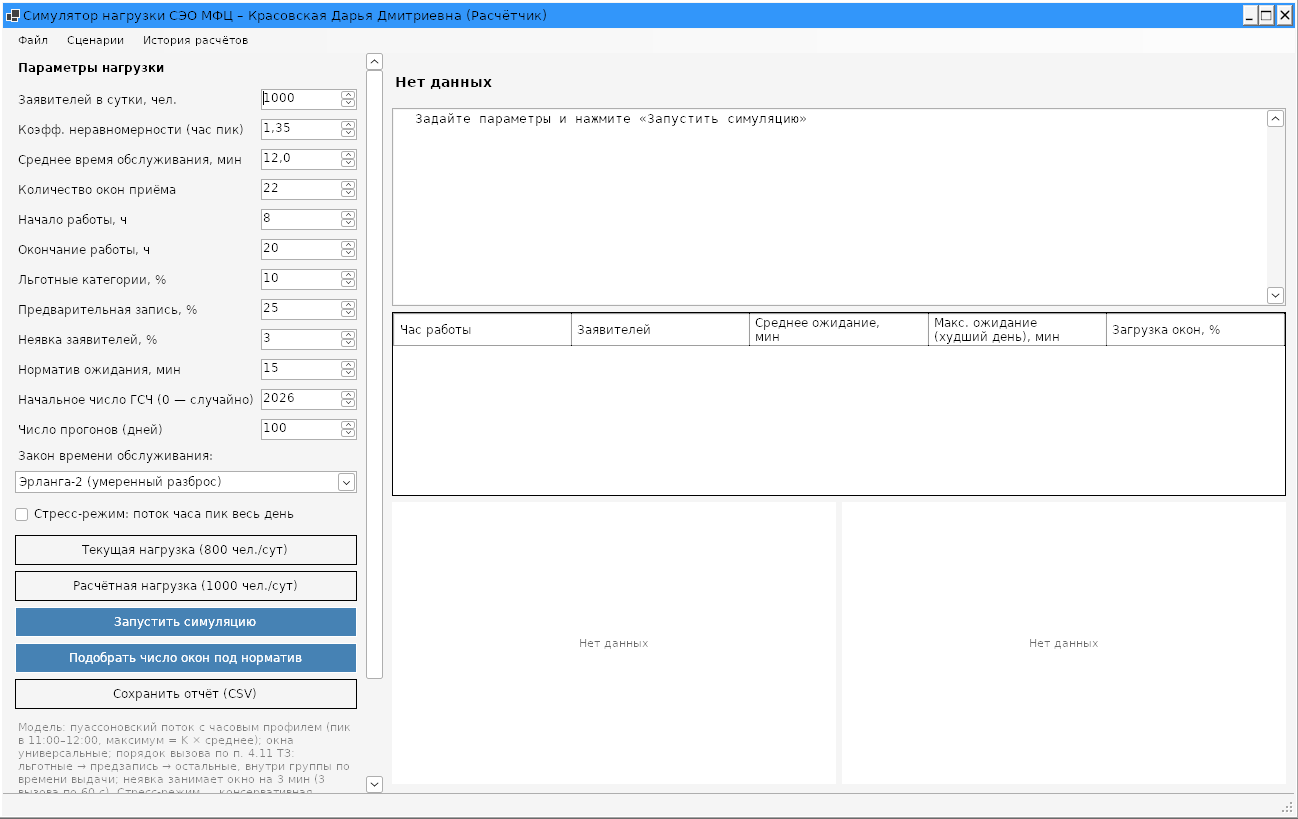 Симулятор нагрузки СЭО МФЦ – Красовская Дарья Дмитриевна (Расчётчик)
Файл Сценарии История расчётов
Параметры нагрузки
Заявителей в сутки, чел. 1000
Коэфф. неравномерности (час пик) 1,35
Среднее время обслуживания, мин 12,0
Количество окон приёма 22
Начало работы, ч 8
Окончание работы, ч 20
Льготные категории, % 10
Предварительная запись, % 25
Неявка заявителей, % 3
Норматив ожидания, мин 15
Начальное число ГСЧ (0 — случайно) 2026
Число прогонов (дней) 100
Закон времени обслуживания:
Эрланга-2 (умеренный разброс)
Стресс-режим: поток часа пик весь день
Текущая нагрузка (800 чел./сут)
Расчётная нагрузка (1000 чел./сут)
Запустить симуляцию
Подобрать число окон под норматив
Сохранить отчёт (CSV)
Модель: пуассоновский поток с часовым профилем (пик
в 11:00–12:00, максимум = K × среднее); окна
универсальные; порядок вызова по п. 4.11 ТЗ:
льготные → предзапись → остальные, внутри группы по
времени выдачи; неявка занимает окно на 3 мин (3
вызова по 60 с). Стресс-режим — консервативная
Нет данных
Задайте параметры и нажмите «Запустить симуляцию»
Час работы
Заявителей
Среднее ожидание,
мин
Макс. ожидание
(худший день), мин
Загрузка окон, %
Нет данных
Нет данных